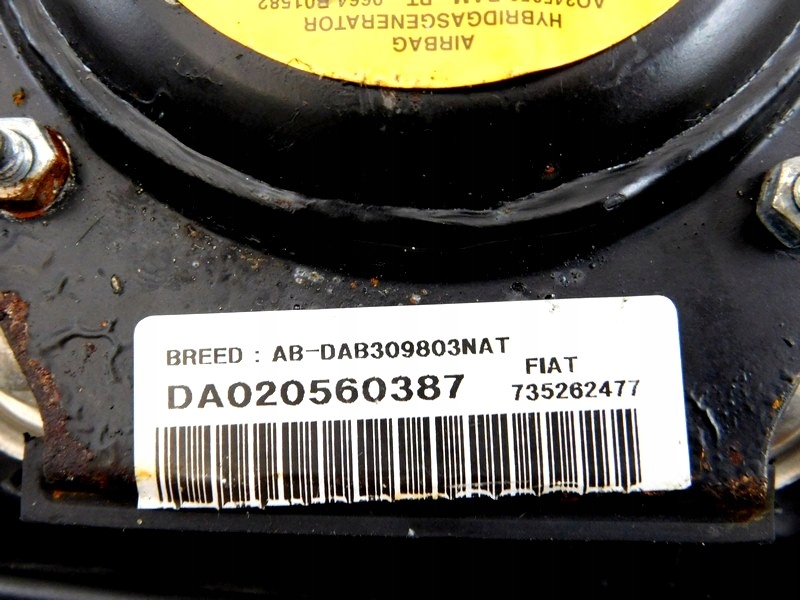 AIRBAG
HYBRIDGASGENERATOR
BREED : AB-DAB309803NAT
DA020560387
FIAT
735262477